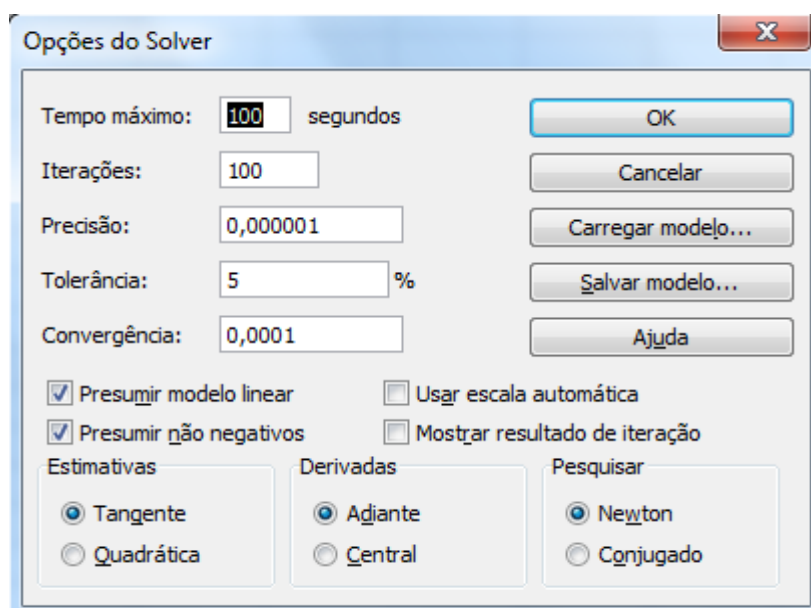 Opções do Solver
Tempo máximo: 100 segundos OK
Iterações: 100 Cancelar
Precisão: 0,000001 Carregar modelo...
Tolerância: 5 % Salvar modelo...
Convergência: 0,0001 Ajuda
Presumir modelo linear Usar escala automática
Presumir não negativos Mostrar resultado de iteração
Estimativas Derivadas Pesquisar
Tangente Adiante Newton
Quadrática Central Conjugado